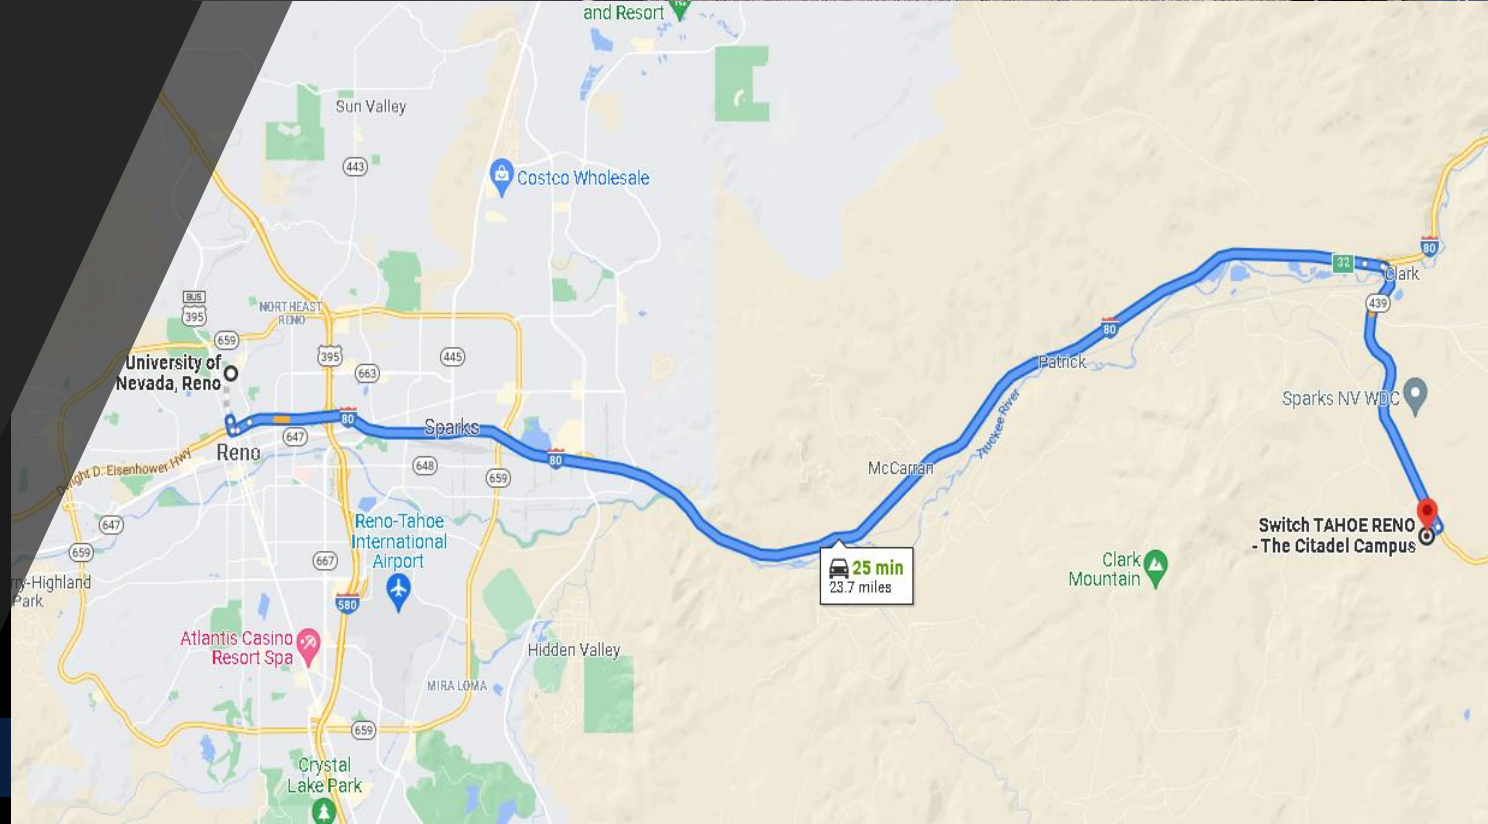 and Resort
Sun Valley
443
Costco Wholesale
80
32
Clark
BUS
395
NORTHEAST
RENO
439
659
80
University of
Nevada, Reno
395
445
Patrick
663
Sparks NV WDC
80
Sparks
647
Reno
Truckee River
80
Dwight D. Eisenhower Hwy
648
McCarran
659
647
Reno-Tahoe
International
Airport
Switch TAHOE RENO
- The Citadel Campus
659
667
25 min
23.7 miles
Clark
Mountain
ry-Highland
Park
580
Atlantis Casino
Resort Spa
Hidden Valley
MIRA LOMA
659
Crystal
Lake Park